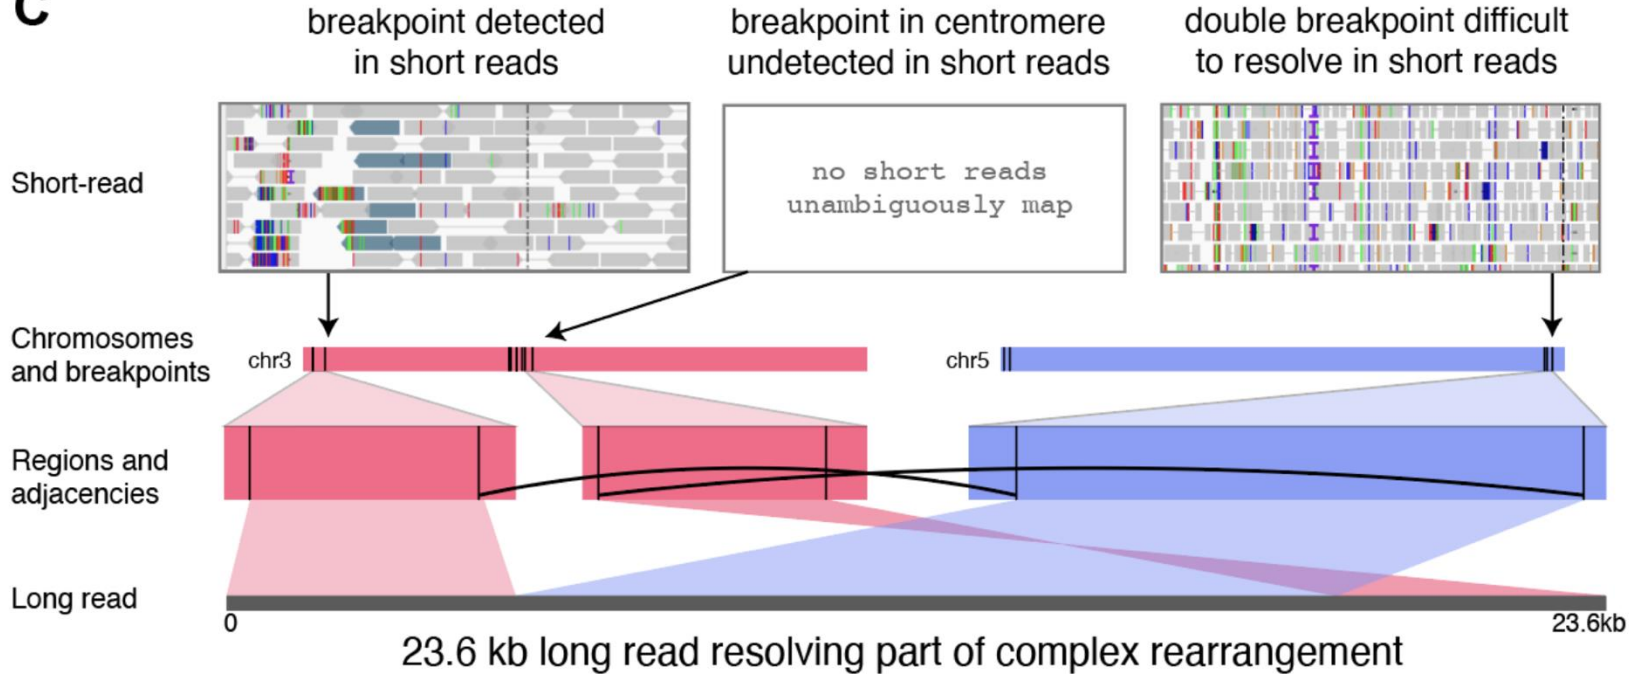 C
breakpoint detected
in short reads
breakpoint in centromere
undetected in short reads
double breakpoint difficult
to resolve in short reads
Short-read
no short reads
unambiguously map
Chromosomes
and breakpoints
chr3
chr5
Regions and
adjacencies
Long read
0
23.6kb
23.6 kb long read resolving part of complex rearrangement